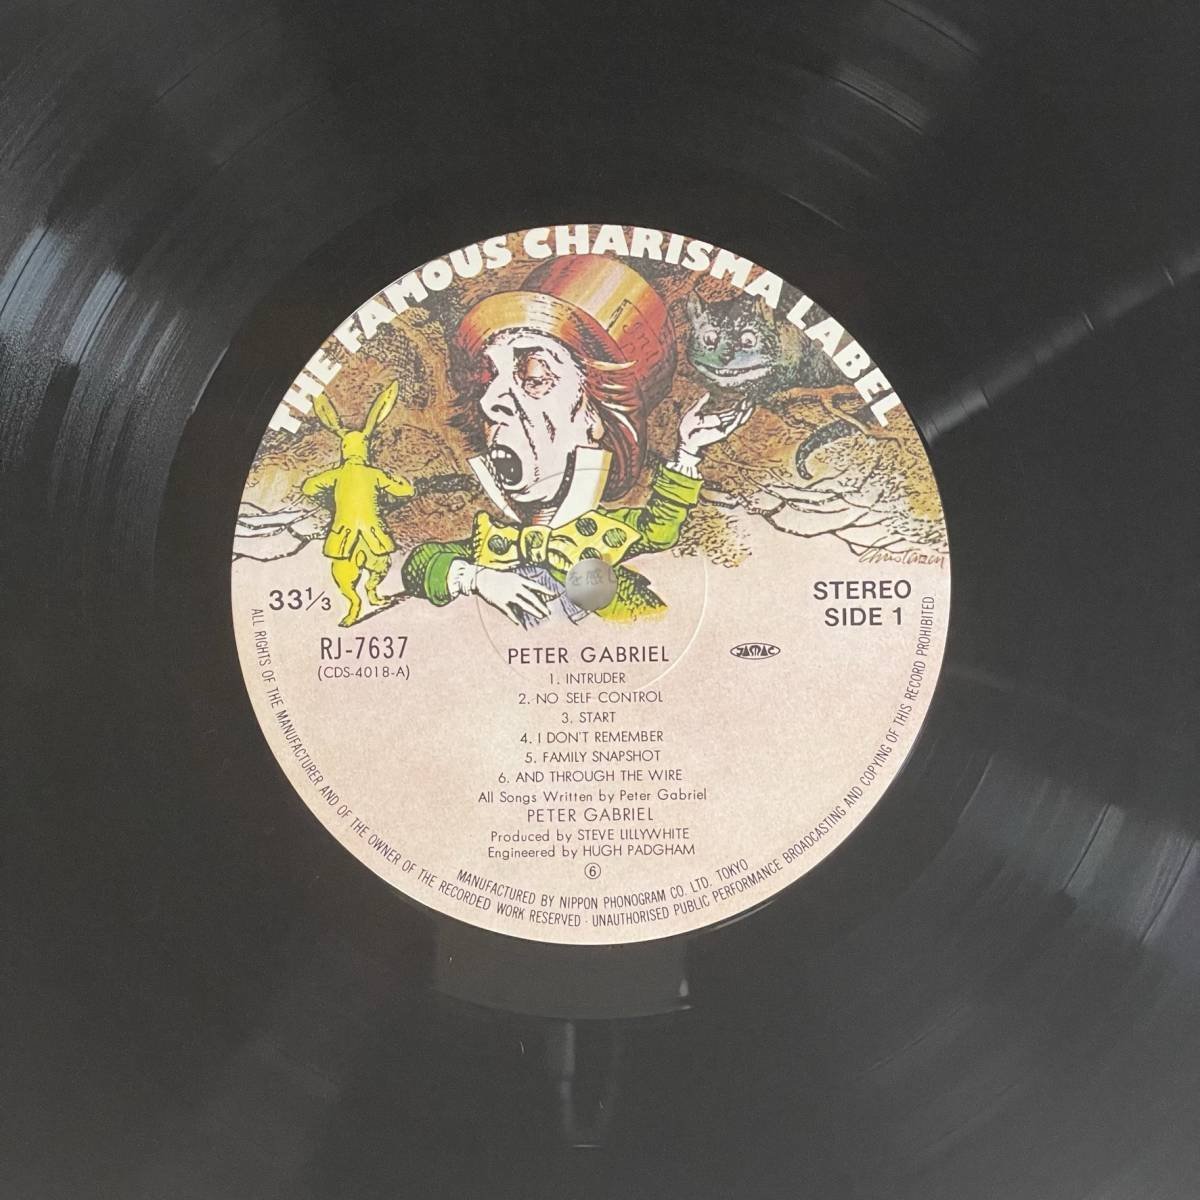 THE FAMOUS CHARISMA LABEL
33 1/3
STEREO
SIDE 1
RJ-7637
(CDS-4018-A)
JASRAC
PETER GABRIEL
1. INTRUDER
2. NO SELF CONTROL
3. START
4. I DON'T REMEMBER
5. FAMILY SNAPSHOT
6. AND THROUGH THE WIRE
All Songs Written by Peter Gabriel
PETER GABRIEL
Produced by STEVE LILLYWHITE
Engineered by HUGH PADGHAM
⑥
MANUFACTURED BY NIPPON PHONOGRAM CO. LTD. TOKYO
ALL RIGHTS OF THE MANUFACTURER AND OF THE OWNER OF THE RECORDED WORK RESERVED · UNAUTHORISED PUBLIC PERFORMANCE BROADCASTING AND COPYING OF THIS RECORD PROHIBITED